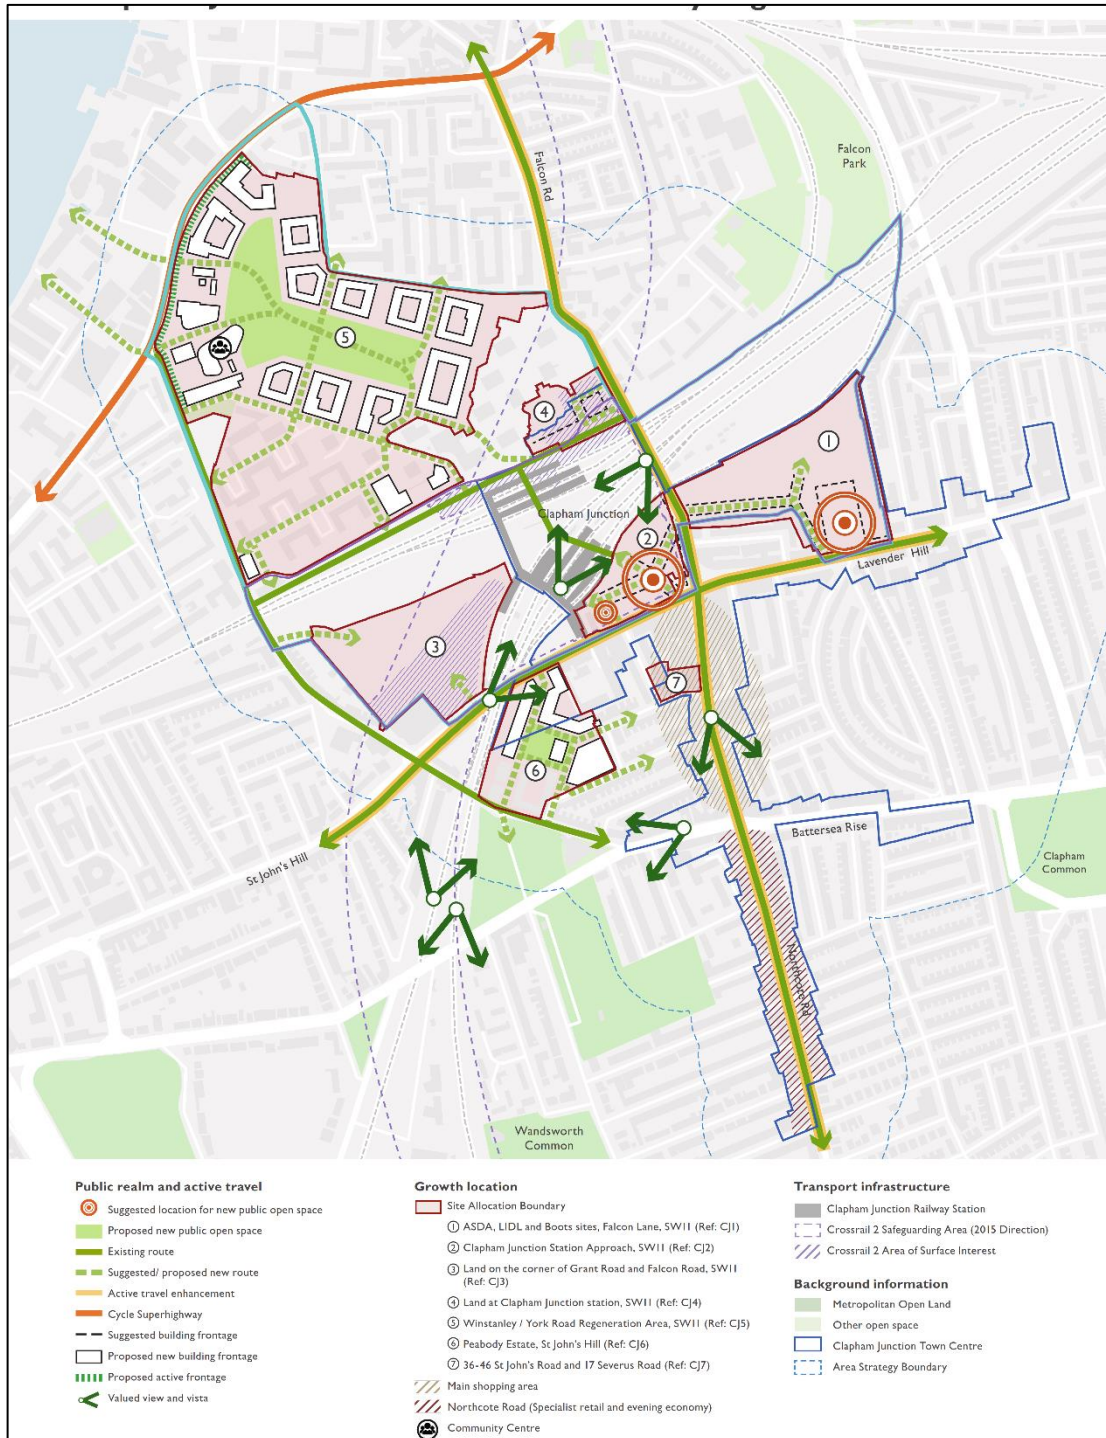 Falcon Rd
Falcon
Park
5
4
1
Clapham Junction
2
Lavender Hill
3
7
6
St John's Hill
Battersea Rise
Clapham
Common
Northcote Rd
Wandsworth
Common
Public realm and active travel
Suggested location for new public open space
Proposed new public open space
Existing route
Suggested/ proposed new route
Active travel enhancement
Cycle Superhighway
Suggested building frontage
Proposed new building frontage
Proposed active frontage
Valued view and vista
Growth location
Site Allocation Boundary
1 ASDA, LIDL and Boots sites, Falcon Lane, SW11 (Ref: CJ1)
2 Clapham Junction Station Approach, SW11 (Ref: CJ2)
3 Land on the corner of Grant Road and Falcon Road, SW11
(Ref: CJ3)
4 Land at Clapham Junction station, SW11 (Ref: CJ4)
5 Winstanley / York Road Regeneration Area, SW11 (Ref: CJ5)
6 Peabody Estate, St John's Hill (Ref: CJ6)
7 36-46 St John's Road and 17 Severus Road (Ref: CJ7)
Main shopping area
Northcote Road (Specialist retail and evening economy)
Community Centre
Transport infrastructure
Clapham Junction Railway Station
Crossrail 2 Safeguarding Area (2015 Direction)
Crossrail 2 Area of Surface Interest
Background information
Metropolitan Open Land
Other open space
Clapham Junction Town Centre
Area Strategy Boundary